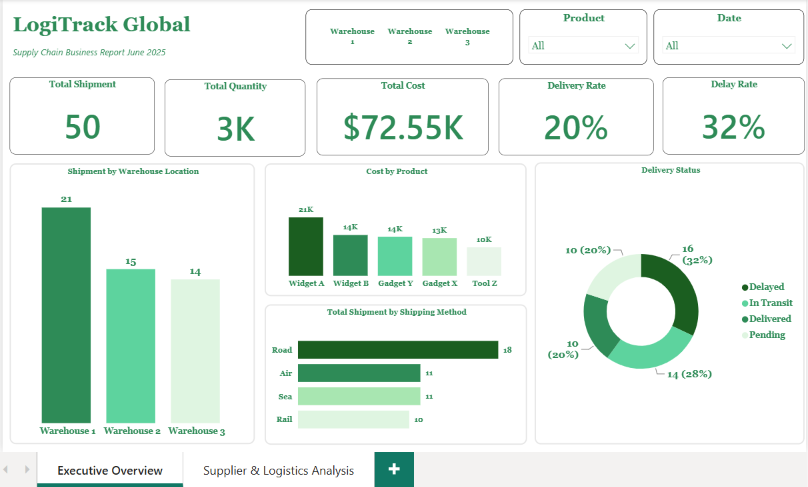 LogiTrack Global
Supply Chain Business Report June 2025
Warehouse 1
Warehouse 2
Warehouse 3
Product
All
Date
All
Total Shipment
50
Total Quantity
3K
Total Cost
$72.55K
Delivery Rate
20%
Delay Rate
32%
Shipment by Warehouse Location
21
15
14
Warehouse 1
Warehouse 2
Warehouse 3
Cost by Product
21K
14K
14K
13K
10K
Widget A
Widget B
Gadget Y
Gadget X
Tool Z
Total Shipment by Shipping Method
Road
18
Air
11
Sea
11
Rail
10
Delivery Status
10 (20%)
16
(32%)
10
(20%)
14 (28%)
Delayed
In Transit
Delivered
Pending
Executive Overview
Supplier & Logistics Analysis
+